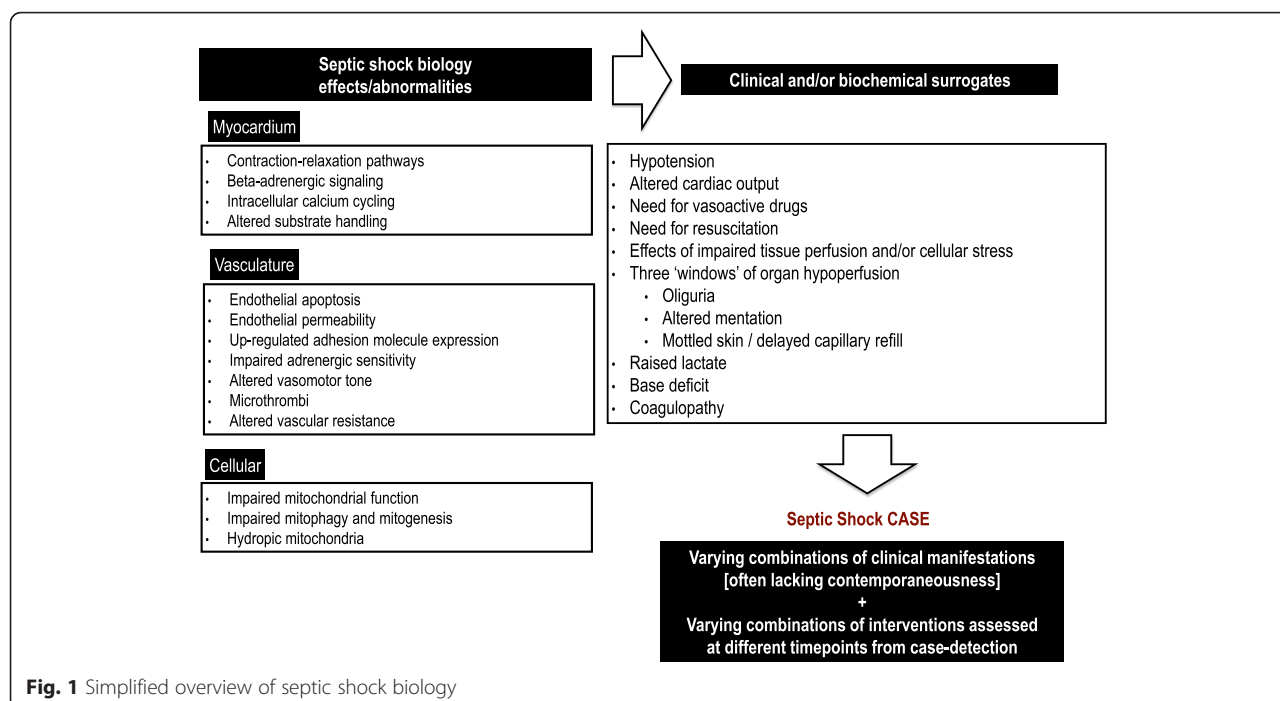 Septic shock biology
effects/abnormalities
Myocardium
· Contraction-relaxation pathways
· Beta-adrenergic signaling
· Intracellular calcium cycling
· Altered substrate handling
Vasculature
· Endothelial apoptosis
· Endothelial permeability
· Up-regulated adhesion molecule expression
· Impaired adrenergic sensitivity
· Altered vasomotor tone
· Microthrombi
· Altered vascular resistance
Cellular
· Impaired mitochondrial function
· Impaired mitophagy and mitogenesis
· Hydropic mitochondria
Clinical and/or biochemical surrogates
· Hypotension
· Altered cardiac output
· Need for vasoactive drugs
· Need for resuscitation
· Effects of impaired tissue perfusion and/or cellular stress
· Three ‘windows’ of organ hypoperfusion
• Oliguria
• Altered mentation
• Mottled skin / delayed capillary refill
· Raised lactate
· Base deficit
· Coagulopathy
Septic Shock CASE
Varying combinations of clinical manifestations
[often lacking contemporaneousness]
+
Varying combinations of interventions assessed
at different timepoints from case-detection
Fig. 1 Simplified overview of septic shock biology